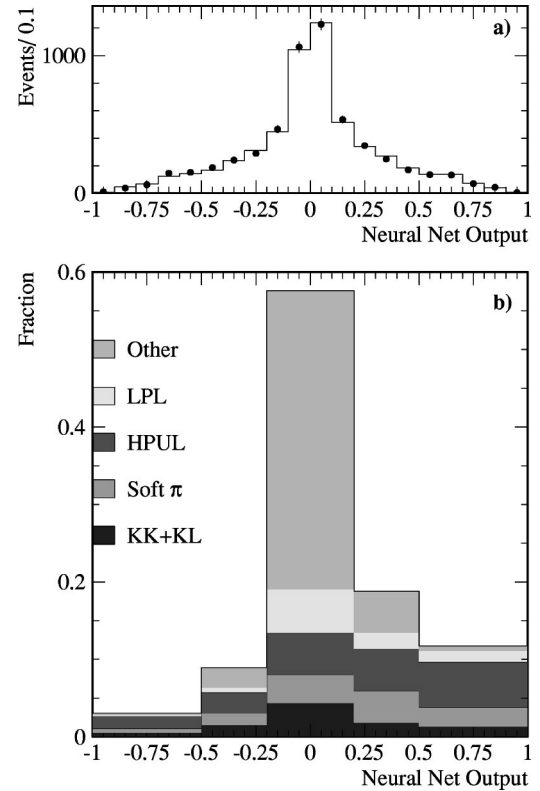 Events/ 0.1
a)
1000
0
-1 -0.75 -0.5 -0.25 0 0.25 0.5 0.75 1
Neural Net Output
Fraction
b)
0.6
0.4
0.2
0
Other
LPL
HPUL
Soft π
KK+KL
-1 -0.75 -0.5 -0.25 0 0.25 0.5 0.75 1
Neural Net Output